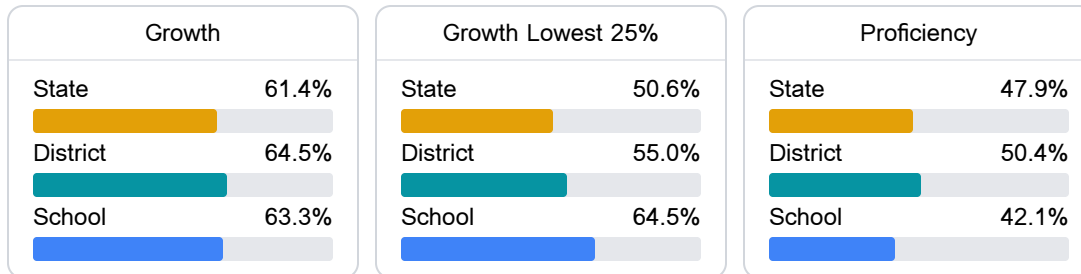 Growth
State 61.4%
District 64.5%
School 63.3%
Growth Lowest 25%
State 50.6%
District 55.0%
School 64.5%
Proficiency
State 47.9%
District 50.4%
School 42.1%